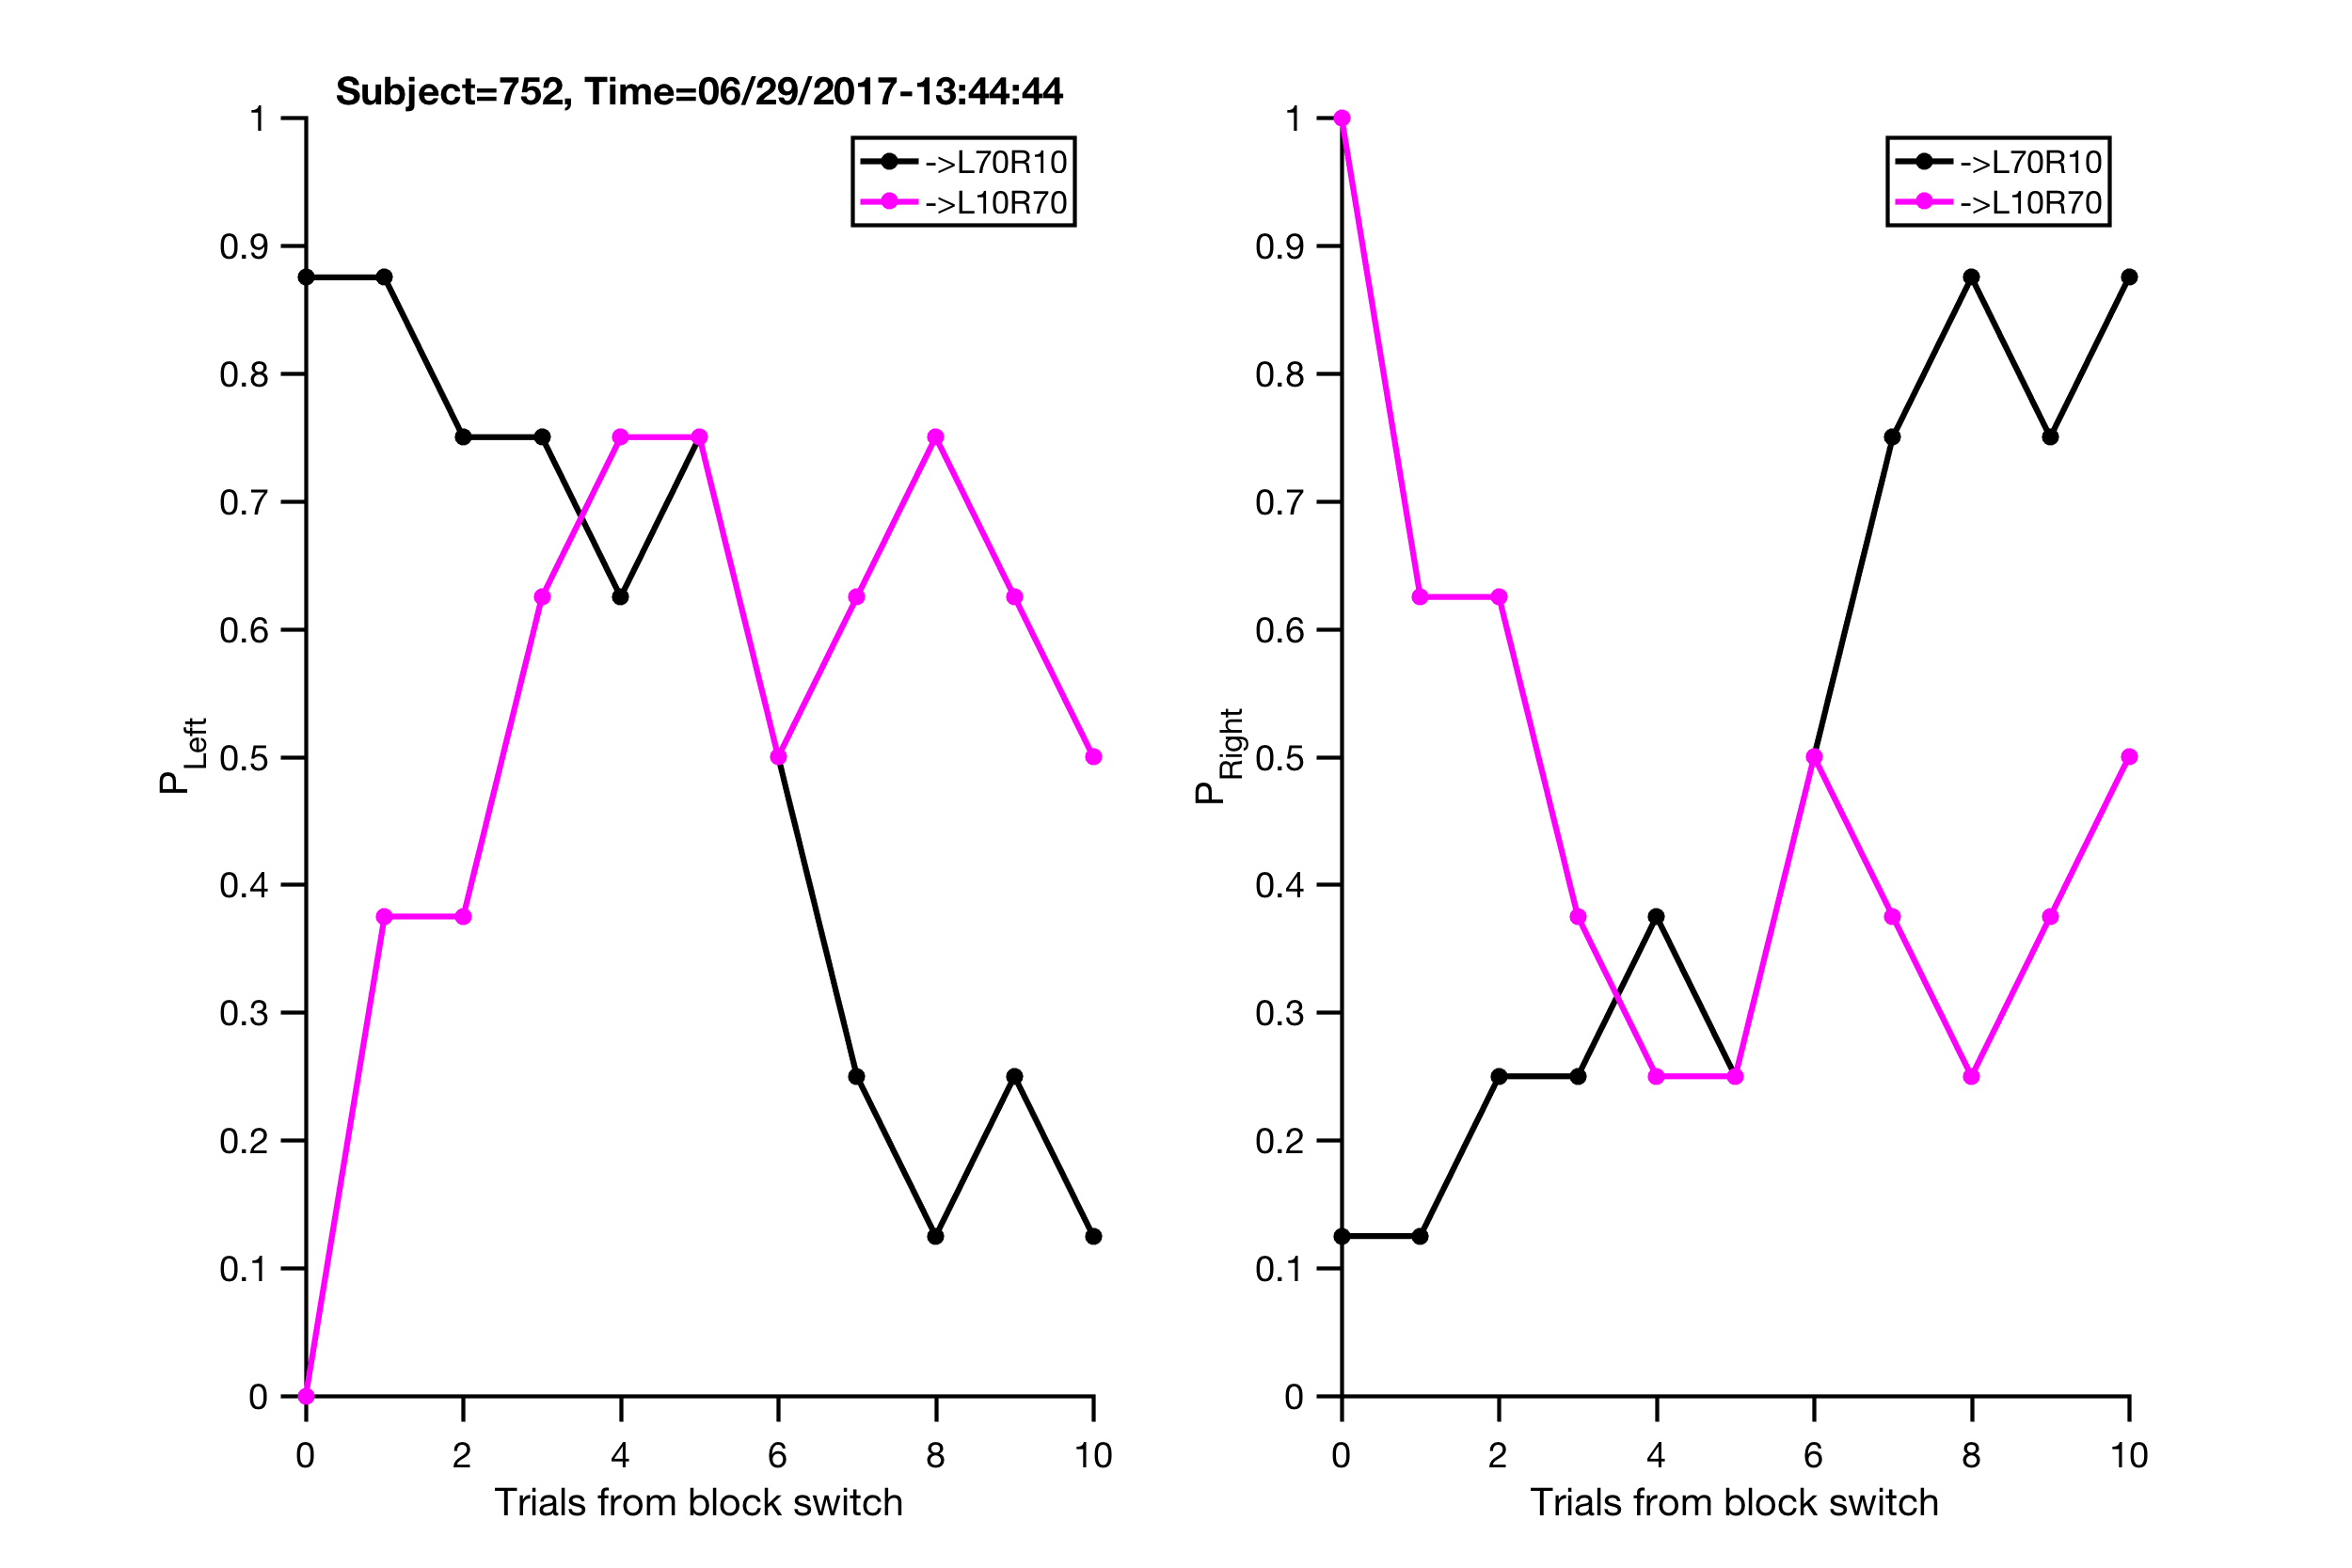 Subject=752, Time=06/29/2017-13:44:44
->L70R10
->L10R70
1
0.9
0.8
0.7
0.6
0.5
0.4
0.3
0.2
0.1
0
P Left
0 2 4 6 8 10
Trials from block switch
->L70R10
->L10R70
1
0.9
0.8
0.7
0.6
0.5
0.4
0.3
0.2
0.1
0
P Right
0 2 4 6 8 10
Trials from block switch